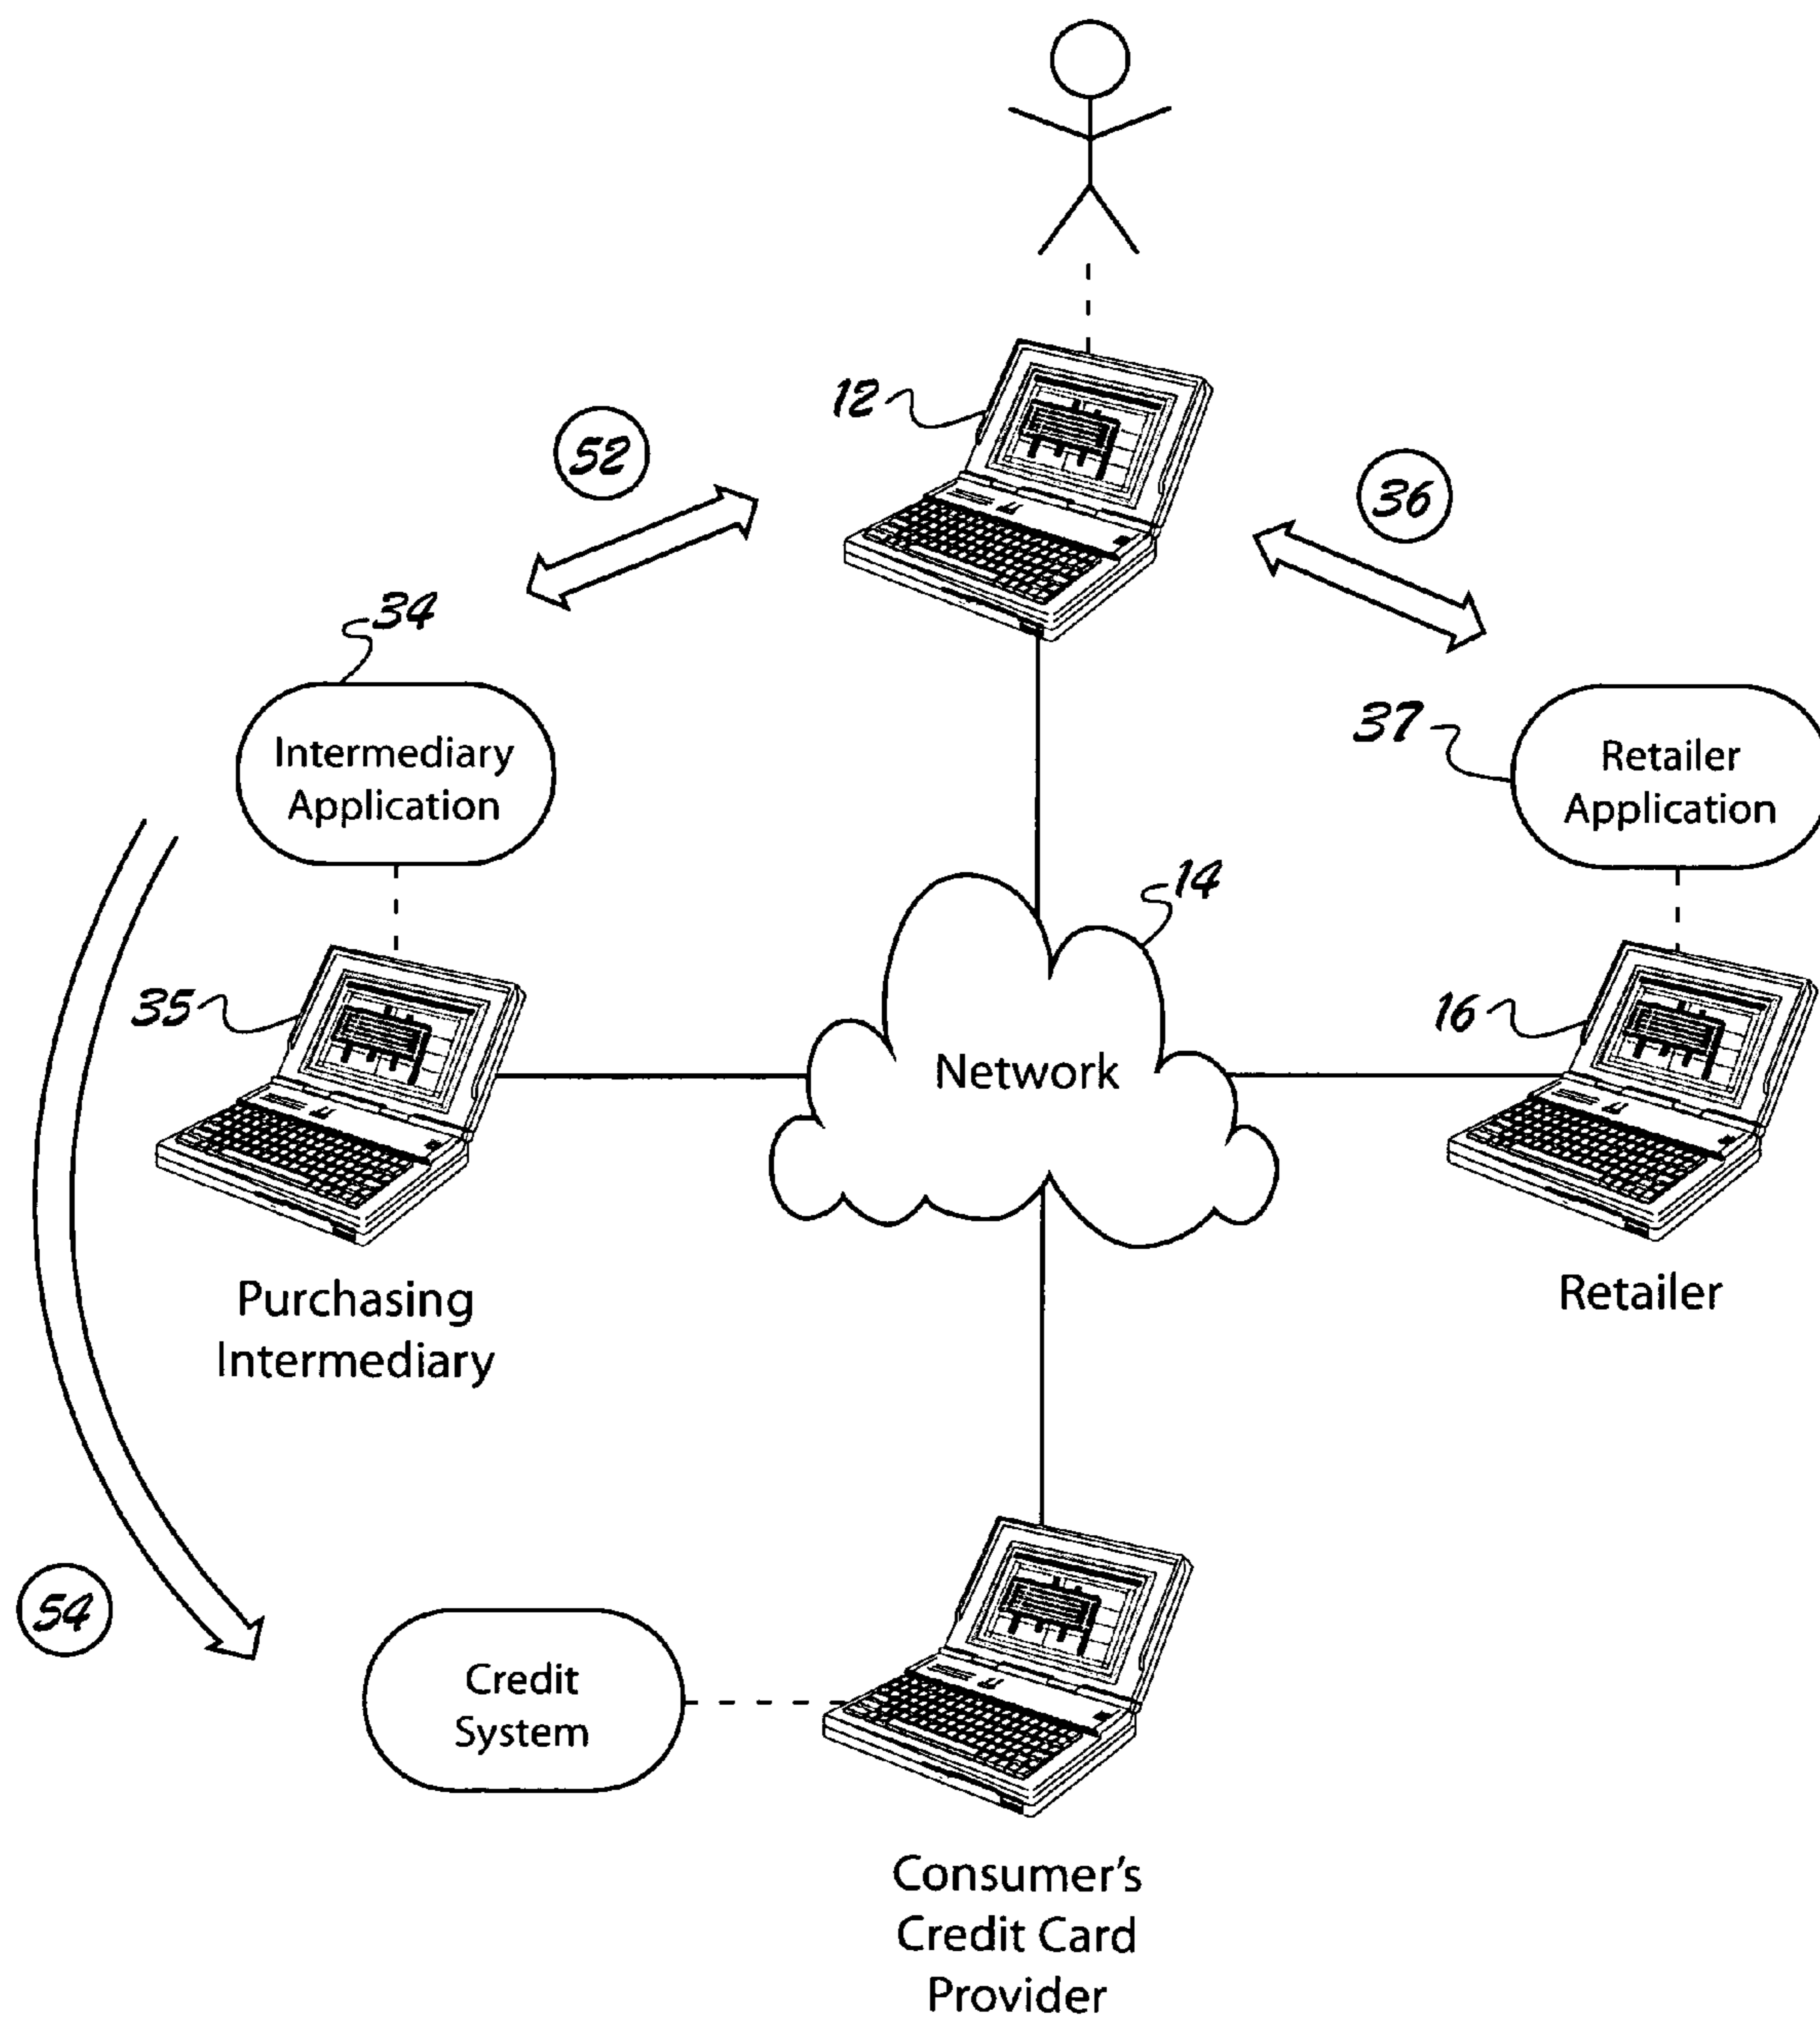 12
52
36
34
Intermediary
Application
37
Retailer
Application
14
35
Network
16
Purchasing
Intermediary
Retailer
54
Credit
System
Consumer's
Credit Card
Provider